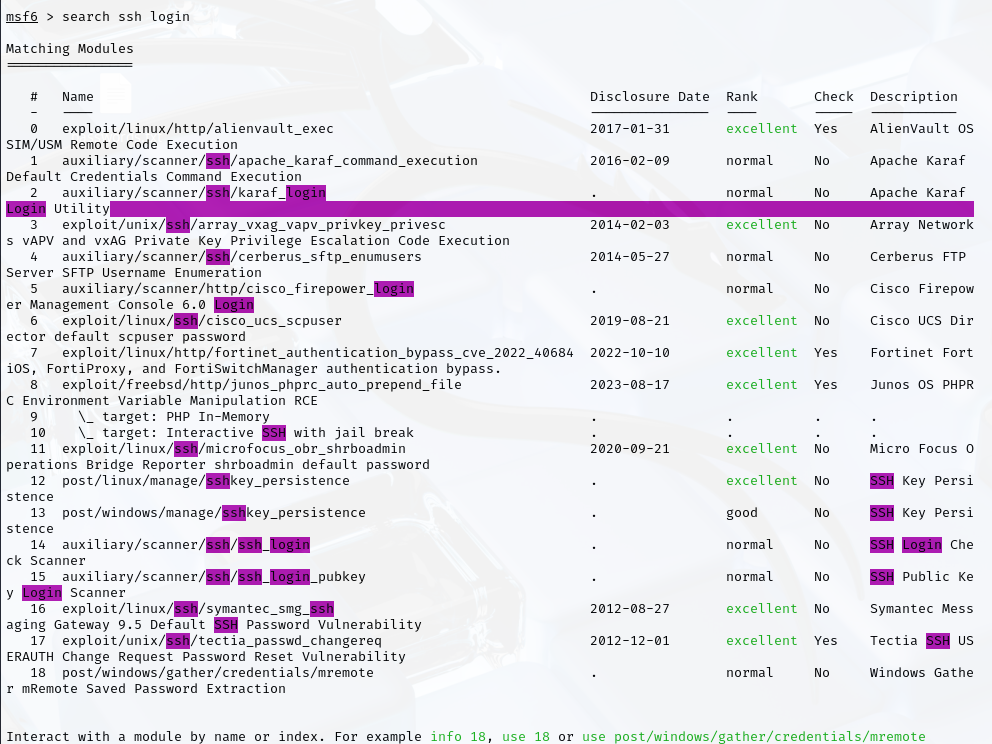 msf6 > search ssh login
Matching Modules
================
# Name Disclosure Date Rank Check Description
- ---- --------------- ---- ----- -----------
0 exploit/linux/http/alienvault_exec 2017-01-31 excellent Yes AlienVault OS
SIM/USM Remote Code Execution
1 auxiliary/scanner/ssh/apache_karaf_command_execution 2016-02-09 normal No Apache Karaf
Default Credentials Command Execution
2 auxiliary/scanner/ssh/karaf_login . normal No Apache Karaf
Login Utility
3 exploit/unix/ssh/array_vxag_vapv_privkey_privesc 2014-02-03 excellent No Array Network
s vAPV and vxAG Private Key Privilege Escalation Code Execution
4 auxiliary/scanner/ssh/cerberus_sftp_enumusers 2014-05-27 normal No Cerberus FTP
Server SFTP Username Enumeration
5 auxiliary/scanner/http/cisco_firepower_login . normal No Cisco Firepow
er Management Console 6.0 Login
6 exploit/linux/ssh/cisco_ucs_scpuser 2019-08-21 excellent No Cisco UCS Dir
ector default scpuser password
7 exploit/linux/http/fortinet_authentication_bypass_cve_2022_40684 2022-10-10 excellent Yes Fortinet Fort
iOS, FortiProxy, and FortiSwitchManager authentication bypass.
8 exploit/freebsd/http/junos_phprc_auto_prepend_file 2023-08-17 excellent Yes Junos OS PHPR
C Environment Variable Manipulation RCE
9 \_ target: PHP In-Memory . . . .
10 \_ target: Interactive SSH with jail break . . . .
11 exploit/linux/ssh/microfocus_obr_shrboadmin 2020-09-21 excellent No Micro Focus O
perations Bridge Reporter shrboadmin default password
12 post/linux/manage/sshkey_persistence . excellent No SSH Key Persi
stence
13 post/windows/manage/sshkey_persistence . good No SSH Key Persi
stence
14 auxiliary/scanner/ssh/ssh_login . normal No SSH Login Che
ck Scanner
15 auxiliary/scanner/ssh/ssh_login_pubkey . normal No SSH Public Ke
y Login Scanner
16 exploit/linux/ssh/symantec_smg_ssh 2012-08-27 excellent No Symantec Mess
aging Gateway 9.5 Default SSH Password Vulnerability
17 exploit/unix/ssh/tectia_passwd_changereq 2012-12-01 excellent Yes Tectia SSH US
ERAUTH Change Request Password Reset Vulnerability
18 post/windows/gather/credentials/mremote . normal No Windows Gathe
r mRemote Saved Password Extraction
Interact with a module by name or index. For example info 18, use 18 or use post/windows/gather/credentials/mremote